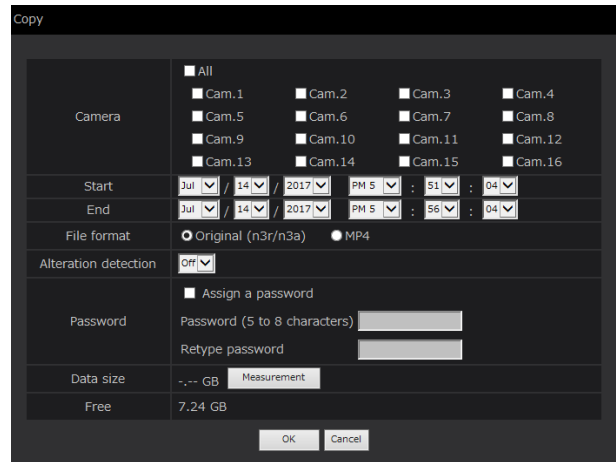 Copy
All
Cam.1 Cam.2 Cam.3 Cam.4
Camera Cam.5 Cam.6 Cam.7 Cam.8
Cam.9 Cam.10 Cam.11 Cam.12
Cam.13 Cam.14 Cam.15 Cam.16
Start Jul / 14 / 2017 PM 5 : 51 : 04
End Jul / 14 / 2017 PM 5 : 56 : 04
File format Original (n3r/n3a) MP4
Alteration detection Off
Assign a password
Password Password (5 to 8 characters)
Retype password
Data size -.-- GB Measurement
Free 7.24 GB
OK Cancel